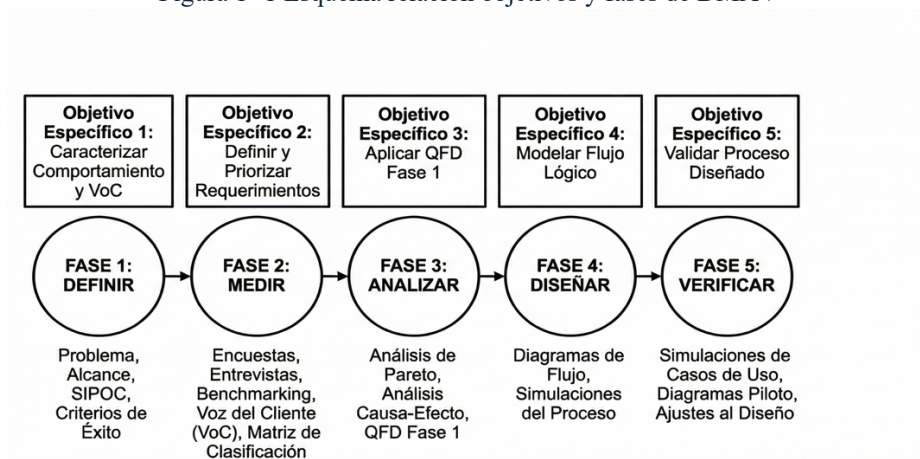 Objetivo
Específico 1:
Caracterizar
Comportamiento
y VoC
Objetivo
Específico 2:
Definir y
Priorizar
Requerimientos
Objetivo
Específico 3:
Aplicar QFD
Fase 1
Objetivo
Específico 4:
Modelar Flujo
Lógico
Objetivo
Específico 5:
Validar Proceso
Diseñado
FASE 1:
DEFINIR
FASE 2:
MEDIR
FASE 3:
ANALIZAR
FASE 4:
DISEÑAR
FASE 5:
VERIFICAR
Problema,
Alcance,
SIPOC,
Criterios de
Éxito
Encuestas,
Entrevistas,
Benchmarking,
Voz del Cliente
(VoC), Matriz de
Clasificación
Análisis de
Pareto,
Análisis
Causa-Efecto,
QFD Fase 1
Diagramas de
Flujo,
Simulaciones
del Proceso
Simulaciones de
Casos de Uso,
Diagramas Piloto,
Ajustes al Diseño